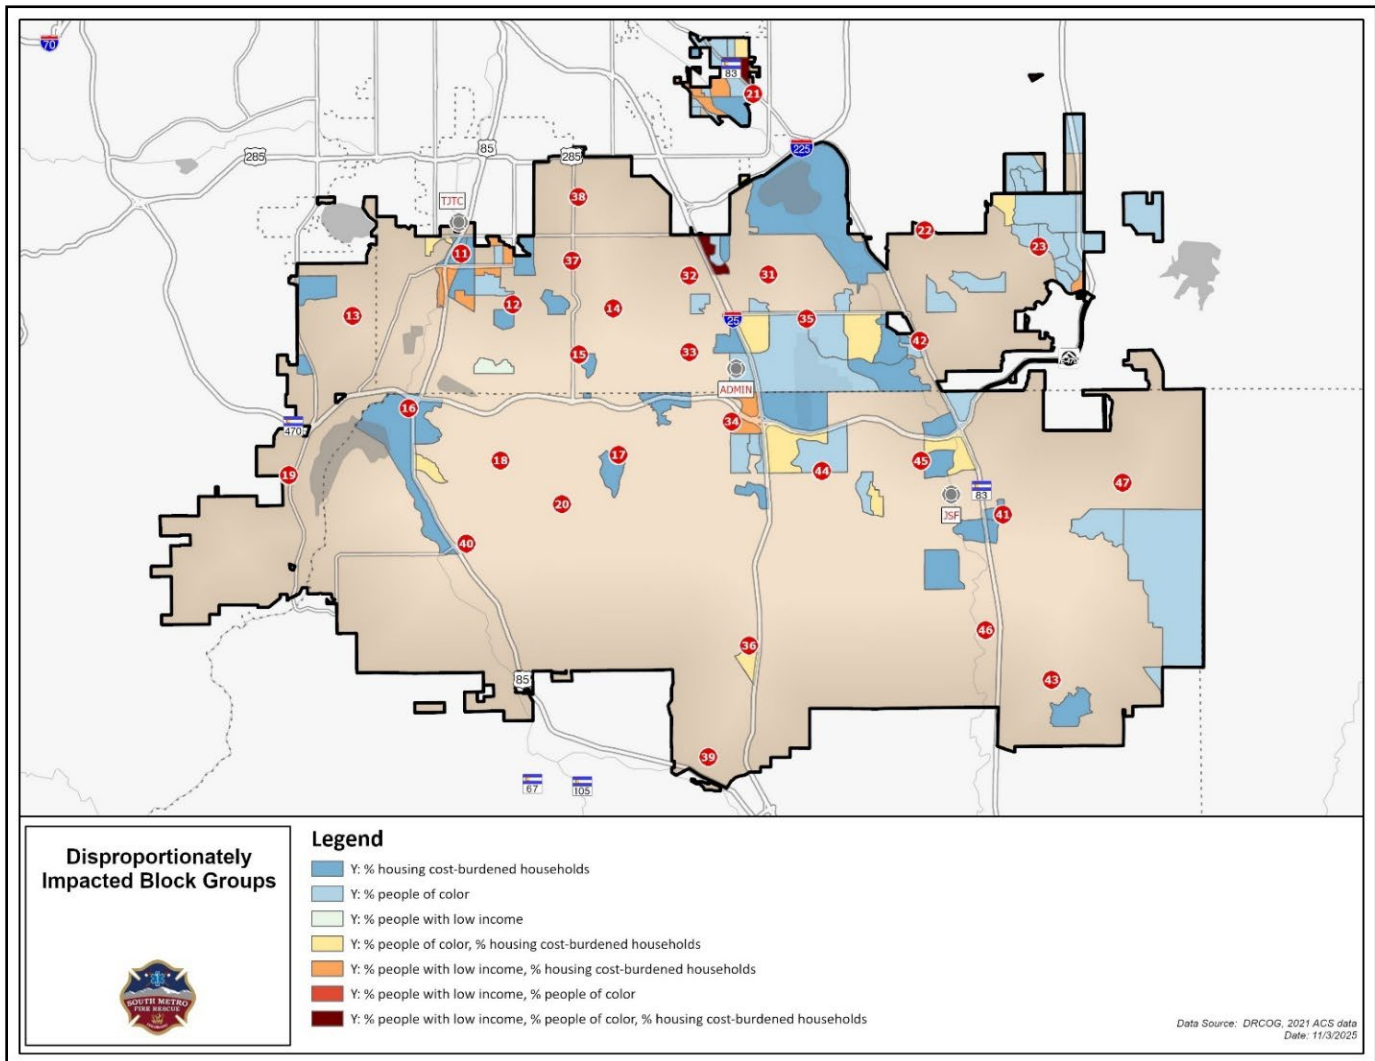 70
83
21
285
85
285
225
TJTC
38
22
11
23
37
32
31
13
12
14
25
35
42
15
33
ADMIN
16
34
470
17
18
19
44
45
47
83
20
JSF
41
40
46
36
43
85
39
67
105
Disproportionately
Impacted Block Groups
SOUTH METRO
FIRE RESCUE
Legend
Y: % housing cost-burdened households
Y: % people of color
Y: % people with low income
Y: % people of color, % housing cost-burdened households
Y: % people with low income, % housing cost-burdened households
Y: % people with low income, % people of color
Y: % people with low income, % people of color, % housing cost-burdened households
Data Source: DRCOG, 2021 ACS data
Date: 11/3/2025